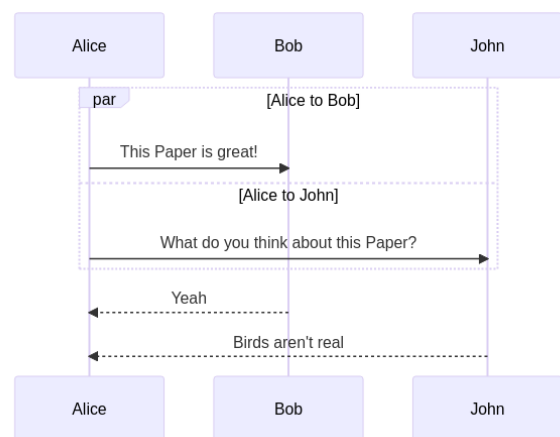 Alice
Bob
John
par
[Alice to Bob]
This Paper is great!
[Alice to John]
What do you think about this Paper?
Yeah
Birds aren't real
Alice
Bob
John